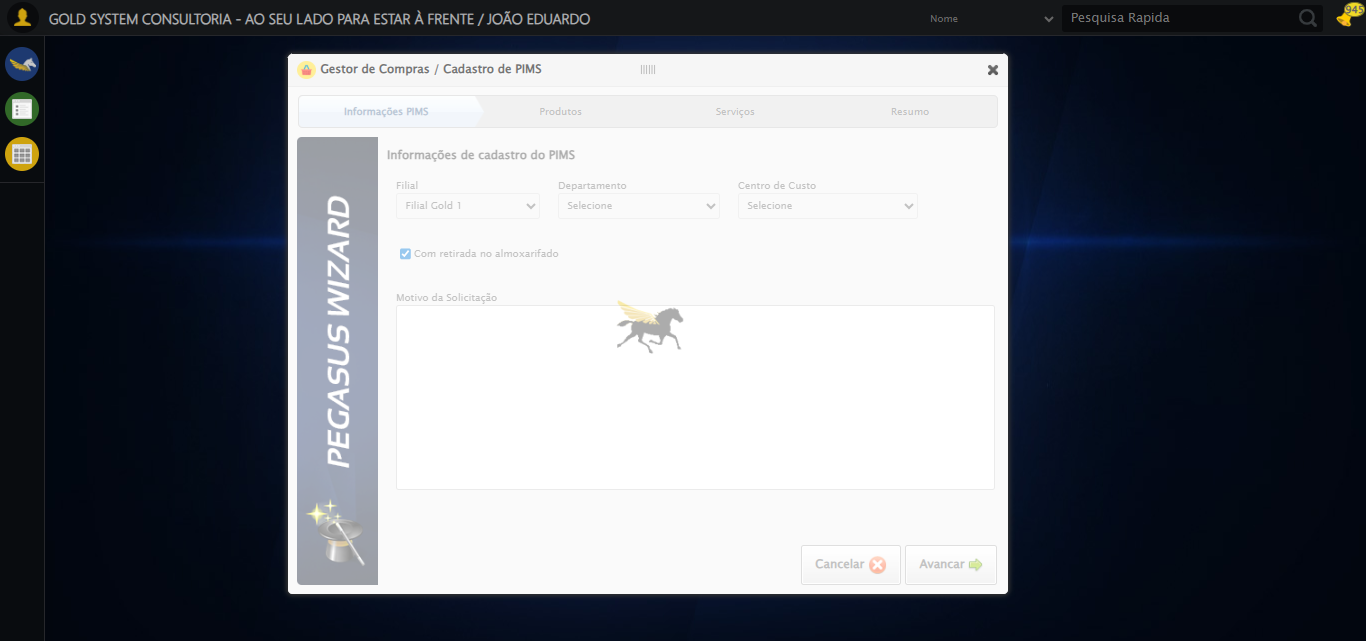 GOLD SYSTEM CONSULTORIA - AO SEU LADO PARA ESTAR À FRENTE / JOÃO EDUARDO
Nome
Pesquisa Rapida
945
Gestor de Compras / Cadastro de PIMS
Informações PIMS
Produtos
Serviços
Resumo
PEGASUS WIZARD
Informações de cadastro do PIMS
Filial
Departamento
Centro de Custo
Filial Gold 1
Selecione
Selecione
Com retirada no almoxarifado
Motivo da Solicitação
Cancelar
Avancar